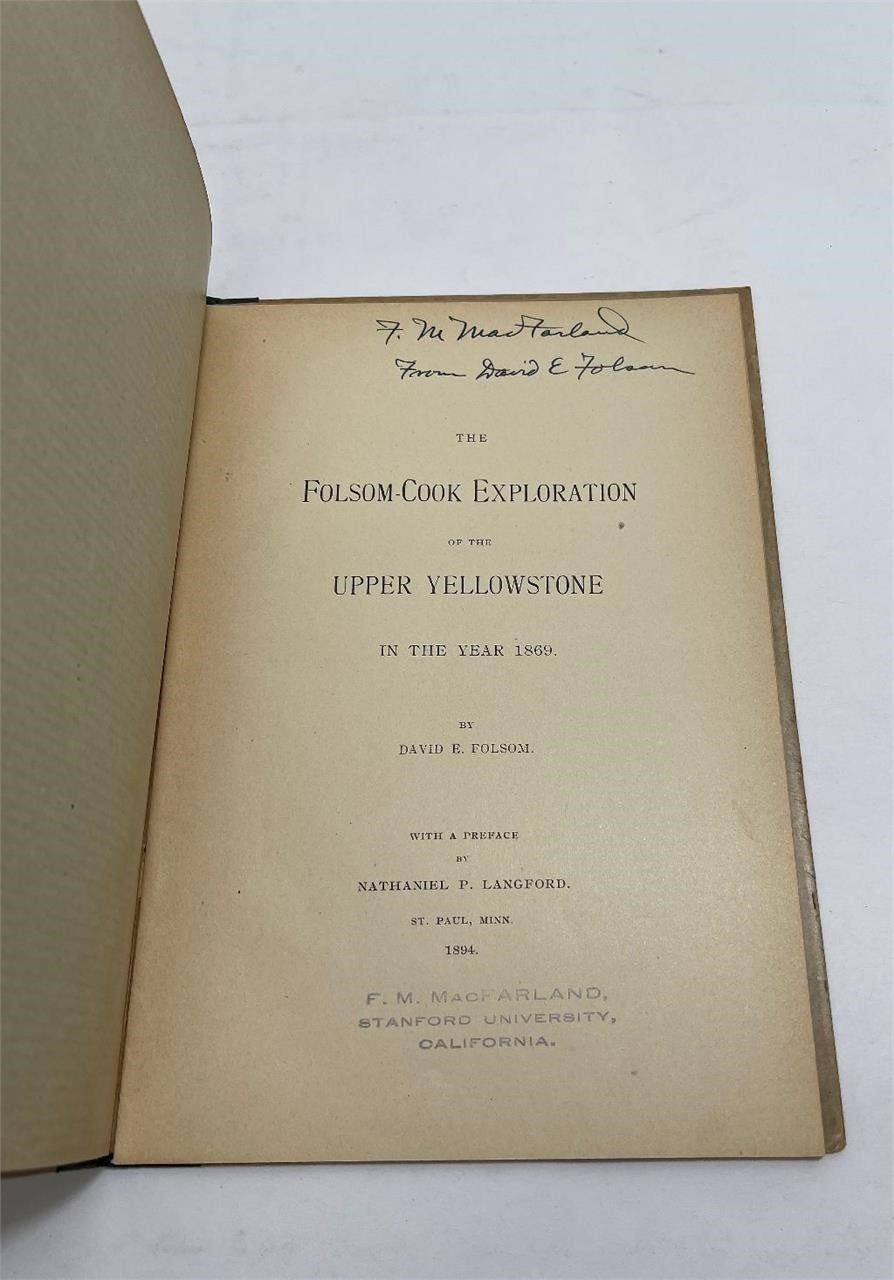 F. M MacFarland
From David E Folsom
THE
FOLSOM-COOK EXPLORATION
OF THE
UPPER YELLOWSTONE
IN THE YEAR 1869.
BY
DAVID E. FOLSOM.
WITH A PREFACE
BY
NATHANIEL P. LANGFORD.
ST. PAUL, MINN.
1894.
F. M. MACFARLAND,
STANFORD UNIVERSITY,
CALIFORNIA.